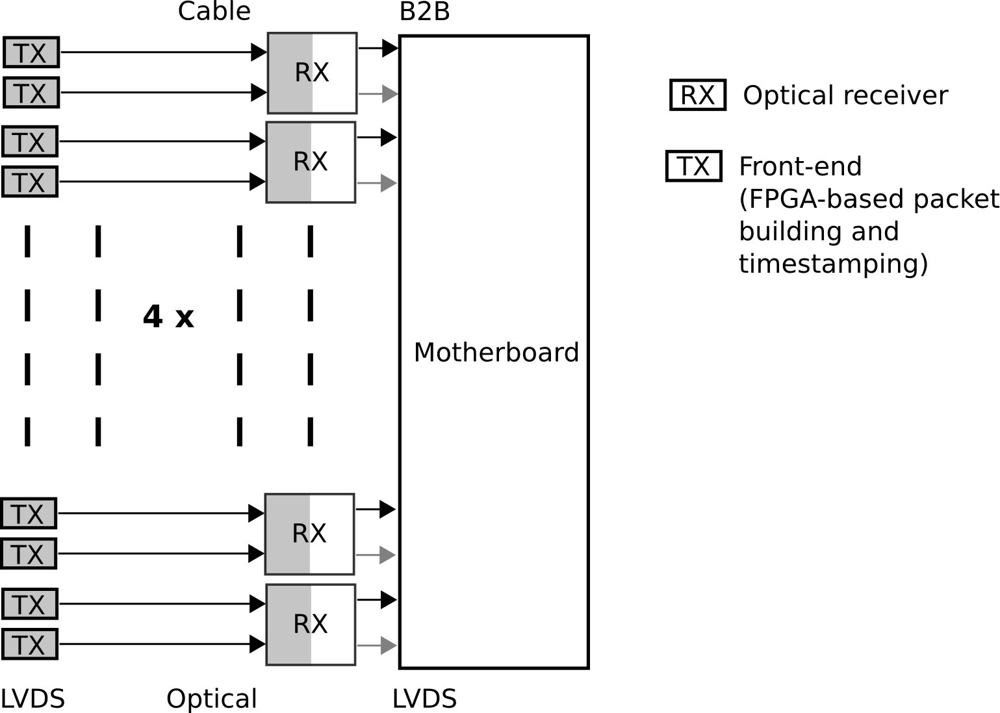 Cable
B2B
TX
TX
RX
TX
TX
RX
4 x
Motherboard
TX
TX
RX
TX
TX
RX
LVDS
Optical
LVDS
RX Optical receiver
TX Front-end
(FPGA-based packet
building and
timestamping)